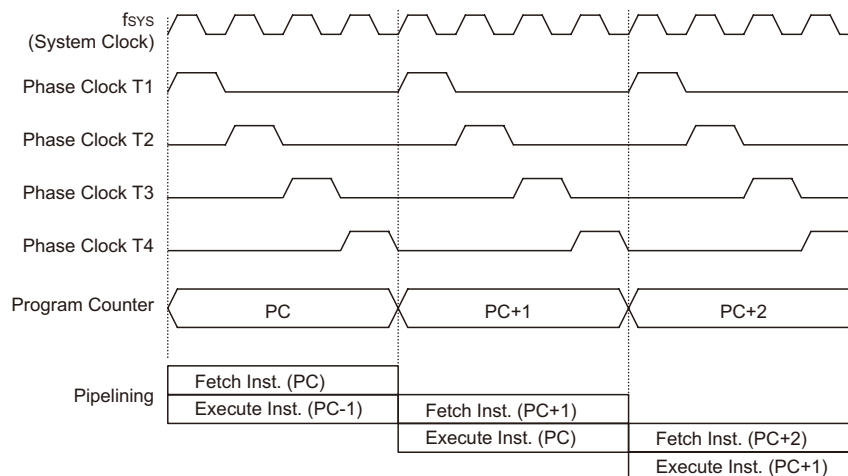 fSYS
(System Clock)
Phase Clock T1
Phase Clock T2
Phase Clock T3
Phase Clock T4
Program Counter
PC
PC+1
PC+2
Pipelining
Fetch Inst. (PC)
Execute Inst. (PC-1)
Fetch Inst. (PC+1)
Execute Inst. (PC)
Fetch Inst. (PC+2)
Execute Inst. (PC+1)